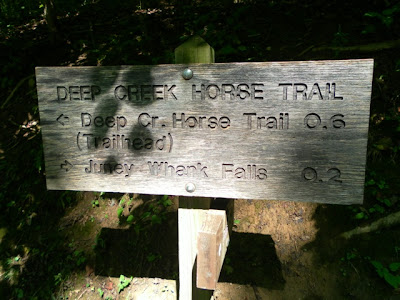 DEEP CREEK HORSE TRAIL
← Deep Cr. Horse Trail 0.6
(Trailhead)
→ Juney Whank Falls 0.2